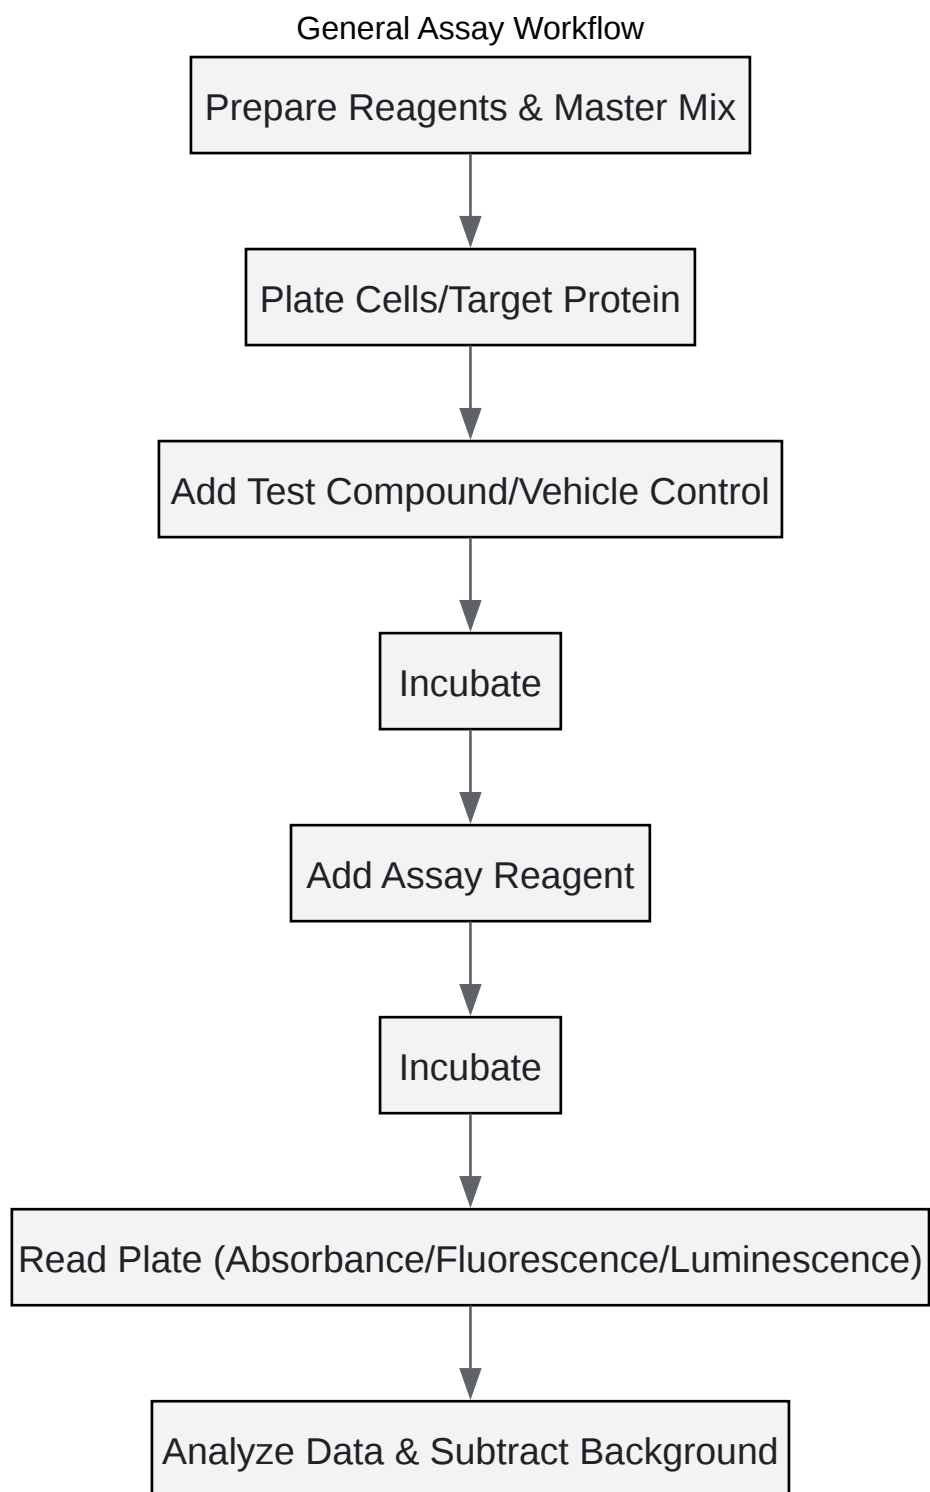 General Assay Workflow
Prepare Reagents & Master Mix
Plate Cells/Target Protein
Add Test Compound/Vehicle Control
Incubate
Add Assay Reagent
Incubate
Read Plate (Absorbance/Fluorescence/Luminescence)
Analyze Data & Subtract Background